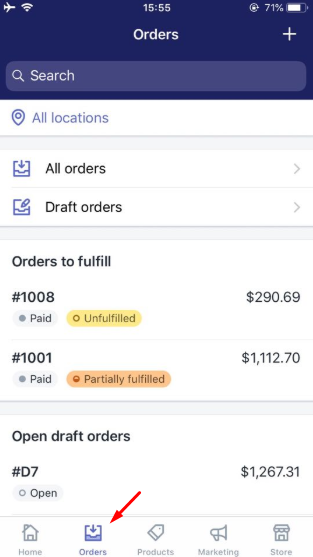 15:55
71%
Orders
Search
All locations
All orders
Draft orders
Orders to fulfill
#1008 $290.69
Paid Unfulfilled
#1001 $1,112.70
Paid Partially fulfilled
Open draft orders
#D7 $1,267.31
Open
Home Orders Products Marketing Store